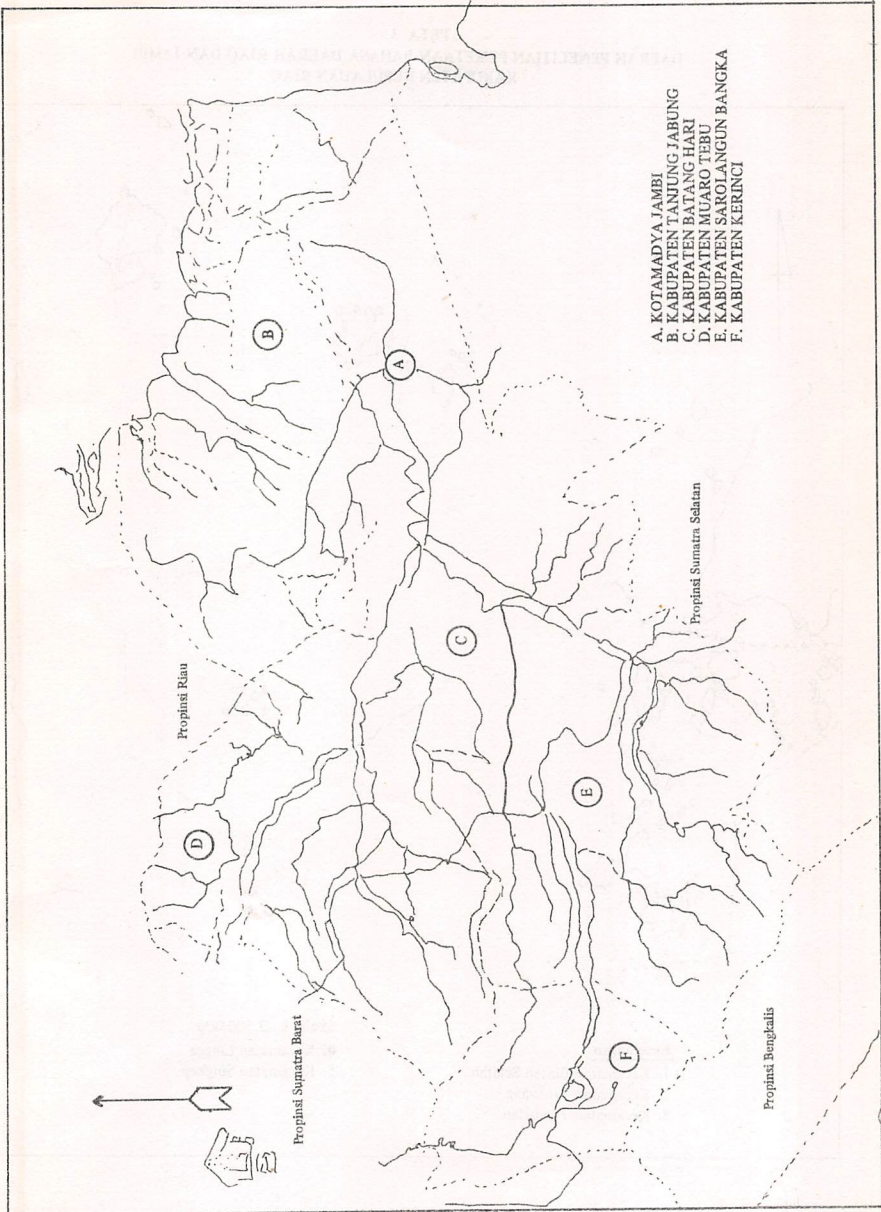 Propinsi Sumatra Barat
Propinsi Riau
D
B
A
C
E
F
Propinsi Sumatra Selatan
Propinsi Bengkalis
A. KOTAMADYA JAMBI
B. KABUPATEN TANJUNG JABUNG
C. KABUPATEN BATANG HARI
D. KABUPATEN MUARO TEBU
E. KABUPATEN SAROLANGUN BANGKA
F. KABUPATEN KERINCI